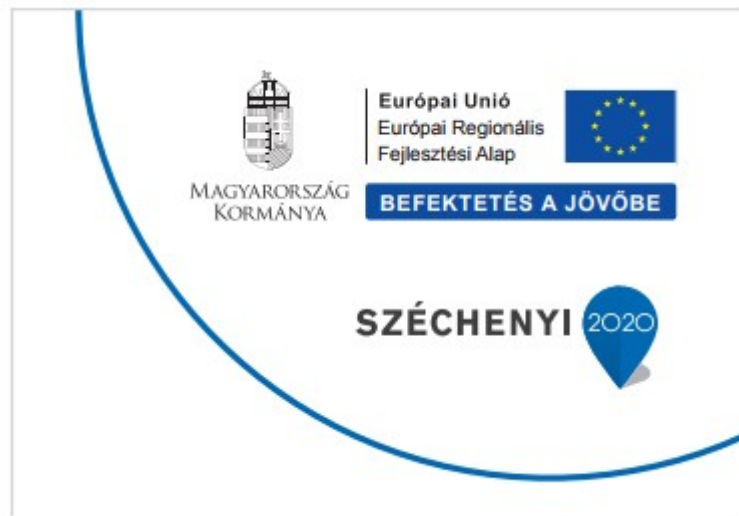 Európai Unió
Európai Regionális
Fejlesztési Alap
MAGYARORSZÁG
KORMÁNYA
BEFEKTETÉS A JÖVŐBE
SZÉCHENYI 2020